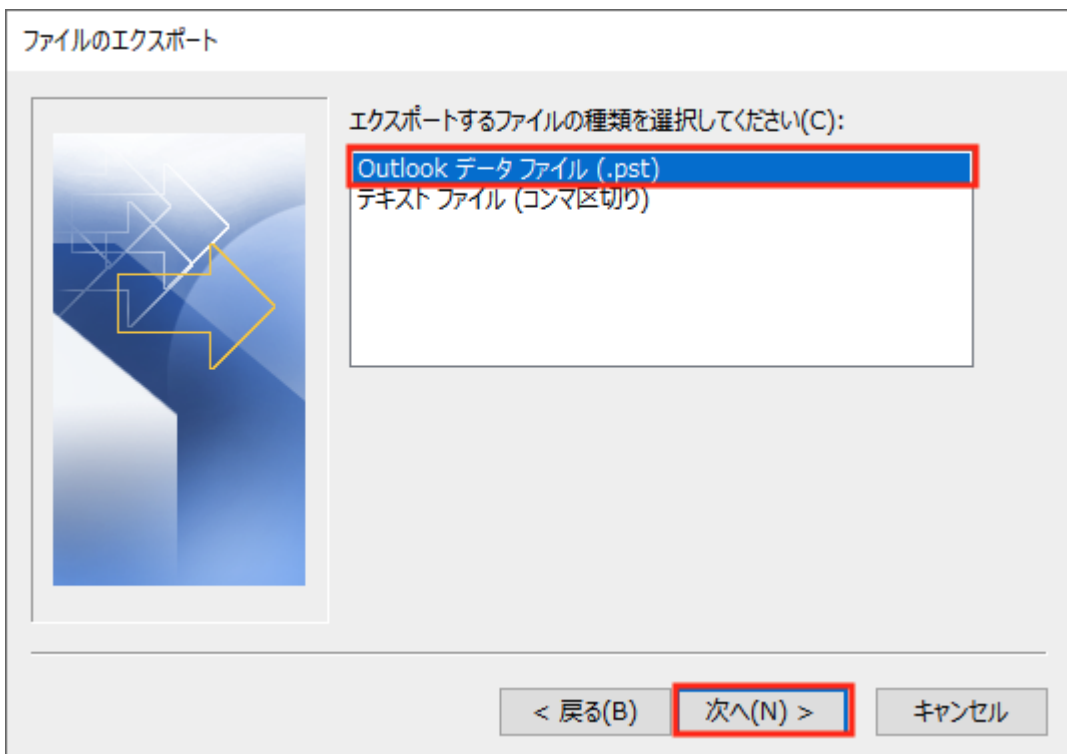 ファイルのエクスポート
エクスポートするファイルの種類を選択してください(C):
Outlook データ ファイル (.pst)
テキスト ファイル (コンマ区切り)
< 戻る(B)
次へ(N) >
キャンセル